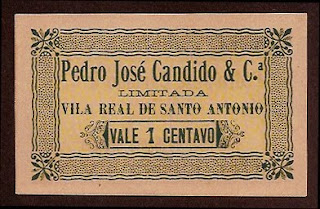 Pedro José Candido & C.ª
LIMITADA
VILA REAL DE SANTO ANTONIO
VALE 1 CENTAVO